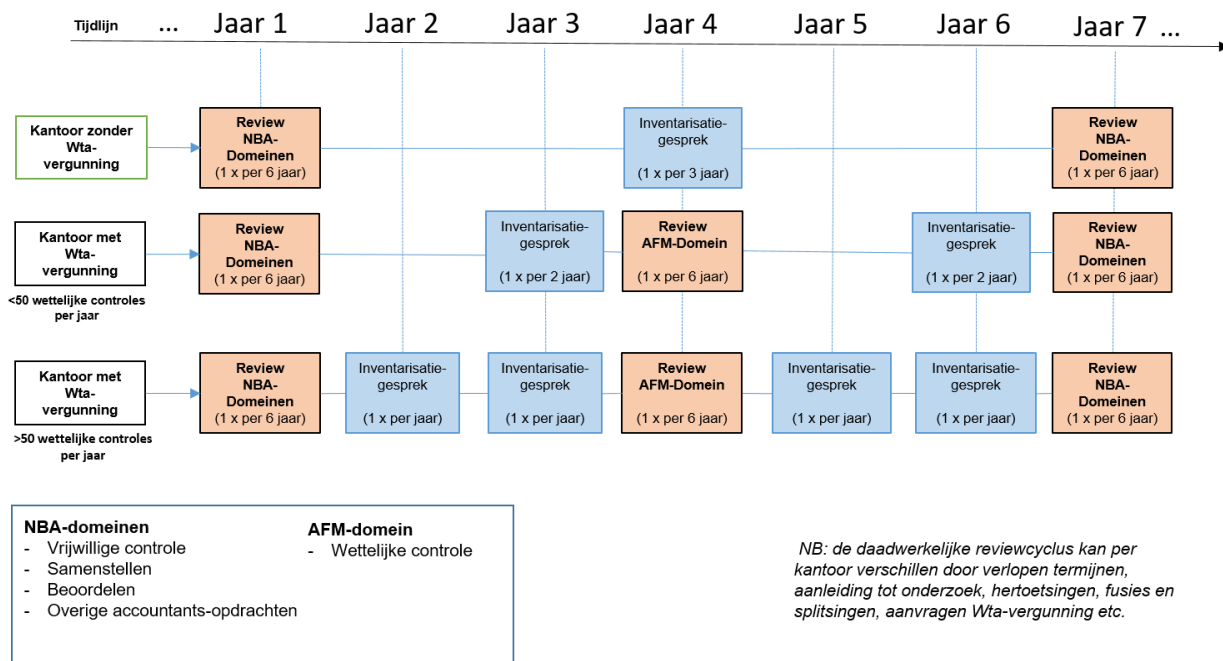 Tijdlijn ... Jaar 1 Jaar 2 Jaar 3 Jaar 4 Jaar 5 Jaar 6 Jaar 7 ...
Kantoor zonder
Wta-
vergunning
Review
NBA-
Domeinen
(1 x per 6 jaar)
Inventarisatie-
gesprek
(1 x per 3 jaar)
Review
NBA-
Domeinen
(1 x per 6 jaar)
Kantoor met
Wta-
vergunning
<50 wettelijke controles
per jaar
Review
NBA-
Domeinen
(1 x per 6 jaar)
Inventarisatie-
gesprek
(1 x per 2 jaar)
Review
AFM-Domein
(1 x per 6 jaar)
Inventarisatie-
gesprek
(1 x per 2 jaar)
Review
NBA-
Domeinen
(1 x per 6 jaar)
Kantoor met
Wta-
vergunning
>50 wettelijke controles
per jaar
Review
NBA-
Domeinen
(1 x per 6 jaar)
Inventarisatie-
gesprek
(1 x per jaar)
Inventarisatie-
gesprek
(1 x per jaar)
Review
AFM-Domein
(1 x per 6 jaar)
Inventarisatie-
gesprek
(1 x per jaar)
Inventarisatie-
gesprek
(1 x per jaar)
Review
NBA-
Domeinen
(1 x per 6 jaar)
NBA-domeinen
- Vrijwillige controle
- Samenstellen
- Beoordelen
- Overige accountants-opdrachten
AFM-domein
- Wettelijke controle
NB: de daadwerkelijke reviewcyclus kan per
kantoor verschillen door verlopen termijnen,
aanleiding tot onderzoek, hertoetsingen, fusies en
splitsingen, aanvragen Wta-vergunning etc.